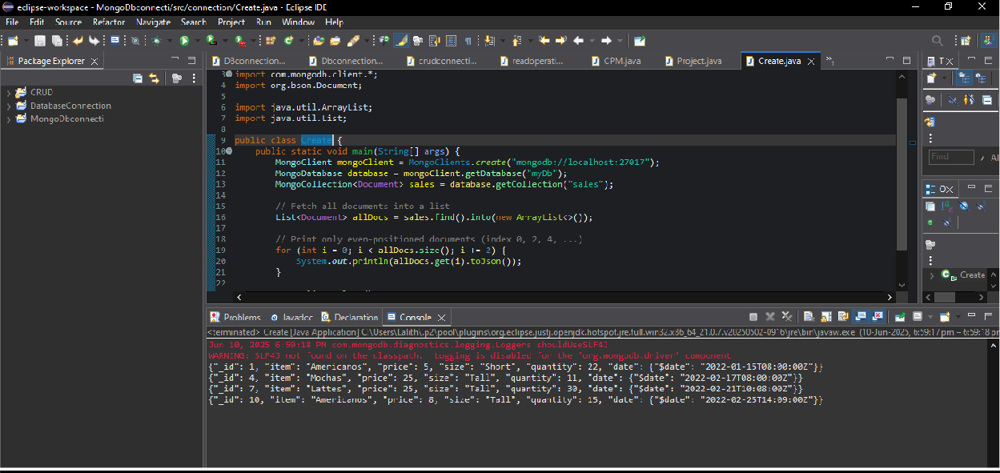 eclipse-workspace - MongoDbconnecti/src/connection/Create.java - Eclipse IDE
File Edit Source Refactor Navigate Search Project Run Window Help
Package Explorer
CRUD
DatabaseConnection
MongoDbconnecti
DBconnection... Dbconnection... crudconnecti... readoperati... CPM.java Project.java Create.java
3 import com.mongodb.client.*;
4 import org.bson.Document;
5
6 import java.util.ArrayList;
7 import java.util.List;
8
9 public class Create {
10 public static void main(String[] args) {
11 MongoClient mongoClient = MongoClients.create("mongodb://localhost:27017");
12 MongoDatabase database = mongoClient.getDatabase("myDb");
13 MongoCollection<Document> sales = database.getCollection("sales");
14
15 // Fetch all documents into a list
16 List<Document> allDocs = sales.find().into(new ArrayList<>());
17
18 // Print only even-positioned documents (index 0, 2, 4, ...)
19 for (int i = 0; i < allDocs.size(); i += 2) {
20 System.out.println(allDocs.get(i).toJson());
21 }
22
T
Find
Al
O
Create
Problems Javadoc Declaration Console
<terminated> Create [Java Application] C:\Users\Lalith\.p2\pool\plugins\org.eclipse.justj.openjdk.hotspot.jre.full.win32.x86_64_21.0.7.v20250502-0916\jre\bin\javaw.exe (10-Jun-2025, 6:59:17 pm – 6:59:18 pr
Jun 10, 2025 6:59:18 PM com.mongodb.diagnostics.logging.Loggers shouldUseSLF4J
WARNING: SLF4J not found on the classpath. Logging is disabled for the 'org.mongodb.driver' component
{"_id": 1, "item": "Americanos", "price": 5, "size": "Short", "quantity": 22, "date": {"$date": "2022-01-15T08:00:00Z"}}
{"_id": 4, "item": "Mochas", "price": 25, "size": "Tall", "quantity": 11, "date": {"$date": "2022-02-17T08:00:00Z"}}
{"_id": 7, "item": "Lattes", "price": 25, "size": "Tall", "quantity": 30, "date": {"$date": "2022-02-21T10:08:00Z"}}
{"_id": 10, "item": "Americanos", "price": 8, "size": "Tall", "quantity": 15, "date": {"$date": "2022-02-25T14:09:00Z"}}